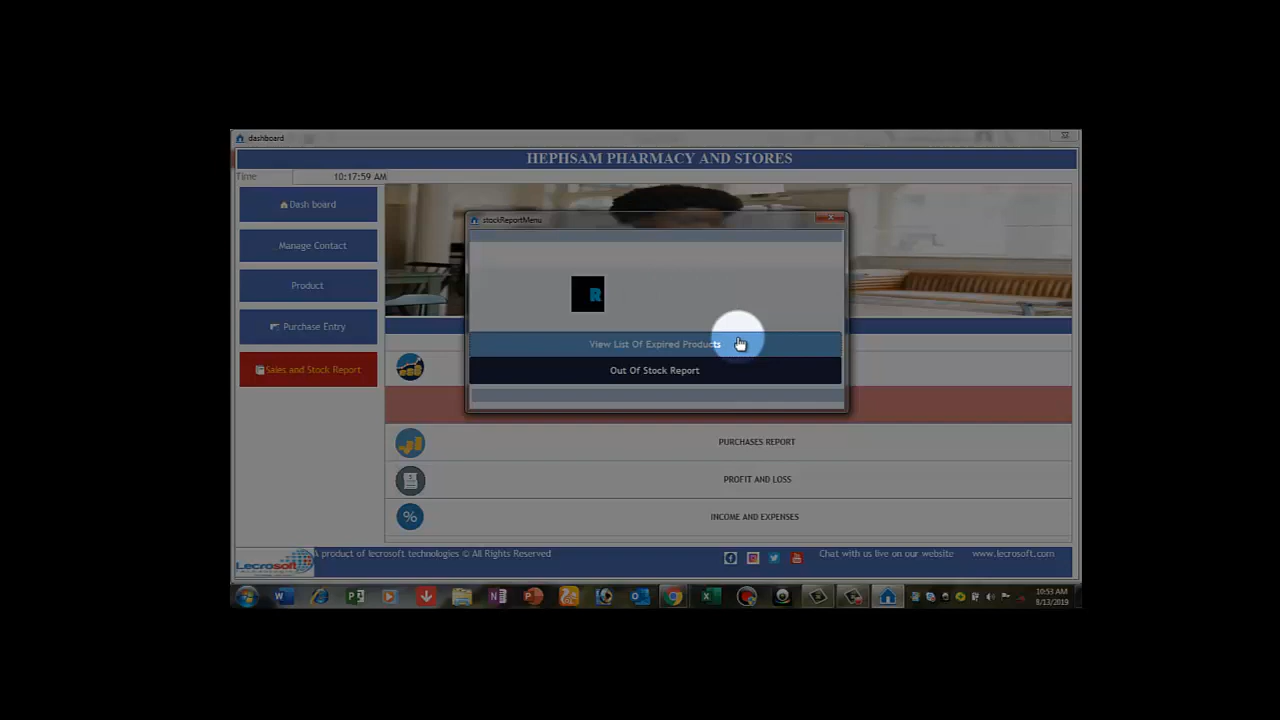 dashboard
HEPHSAM PHARMACY AND STORES
Time 10:17:59 AM
Dash board
Manage Contact
Product
Purchase Entry
Sales and Stock Report
stockReportMenu
R
View List Of Expired Products
Out Of Stock Report
PURCHASES REPORT
PROFIT AND LOSS
%
INCOME AND EXPENSES
Lecrosoft
A product of lecrosoft technologies © All Rights Reserved
Chat with us live on our website
www.lecrosoft.com
10:53 AM
8/13/2019